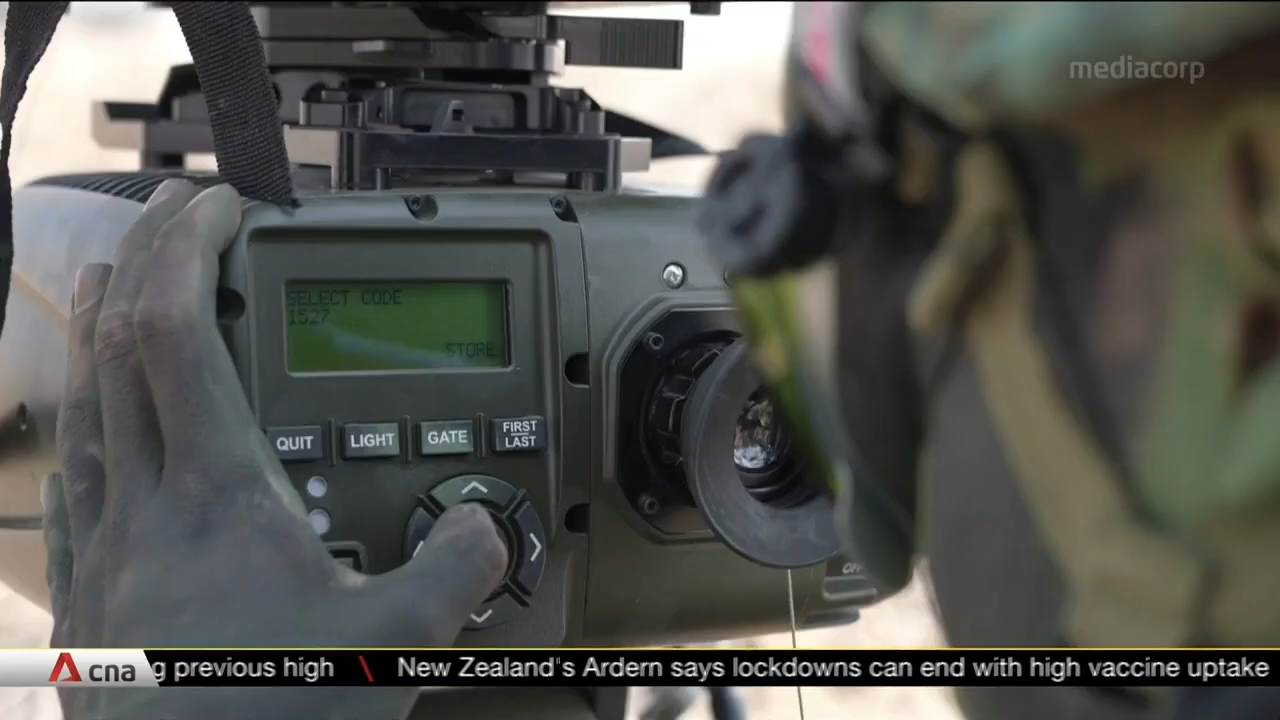 mediacorp
SELECT CODE
1527
STORE
QUIT
LIGHT
GATE
FIRST
LAST
cna
g previous high \ New Zealand"s Ardern says lockdowns can end with high vaccine uptake